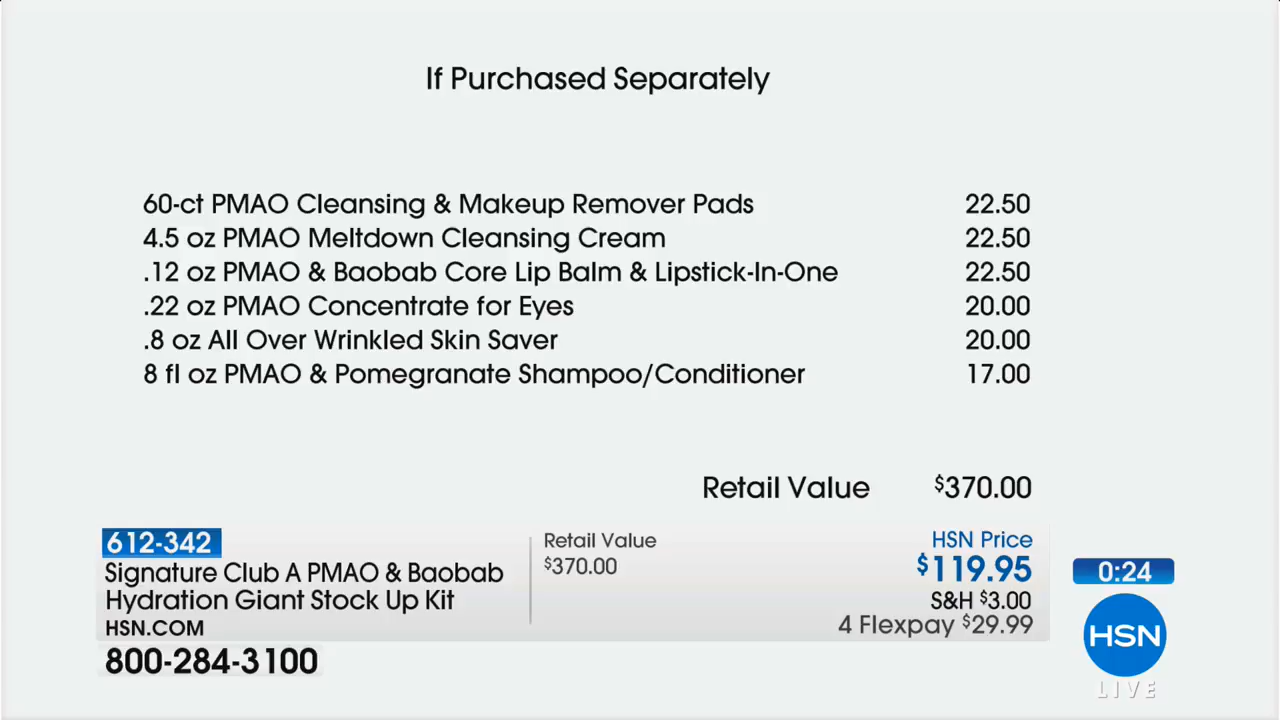 If Purchased Separately
60-ct PMAO Cleansing & Makeup Remover Pads 22.50
4.5 oz PMAO Meltdown Cleansing Cream 22.50
.12 oz PMAO & Baobab Core Lip Balm & Lipstick-In-One 22.50
.22 oz PMAO Concentrate for Eyes 20.00
.8 oz All Over Wrinkled Skin Saver 20.00
8 fl oz PMAO & Pomegranate Shampoo/Conditioner 17.00
Retail Value $370.00
612-342
Signature Club A PMAO & Baobab
Hydration Giant Stock Up Kit
HSN.COM
800-284-3100
Retail Value
$370.00
HSN Price
$119.95
S&H $3.00
4 Flexpay $29.99
0:24
HSN
LIVE